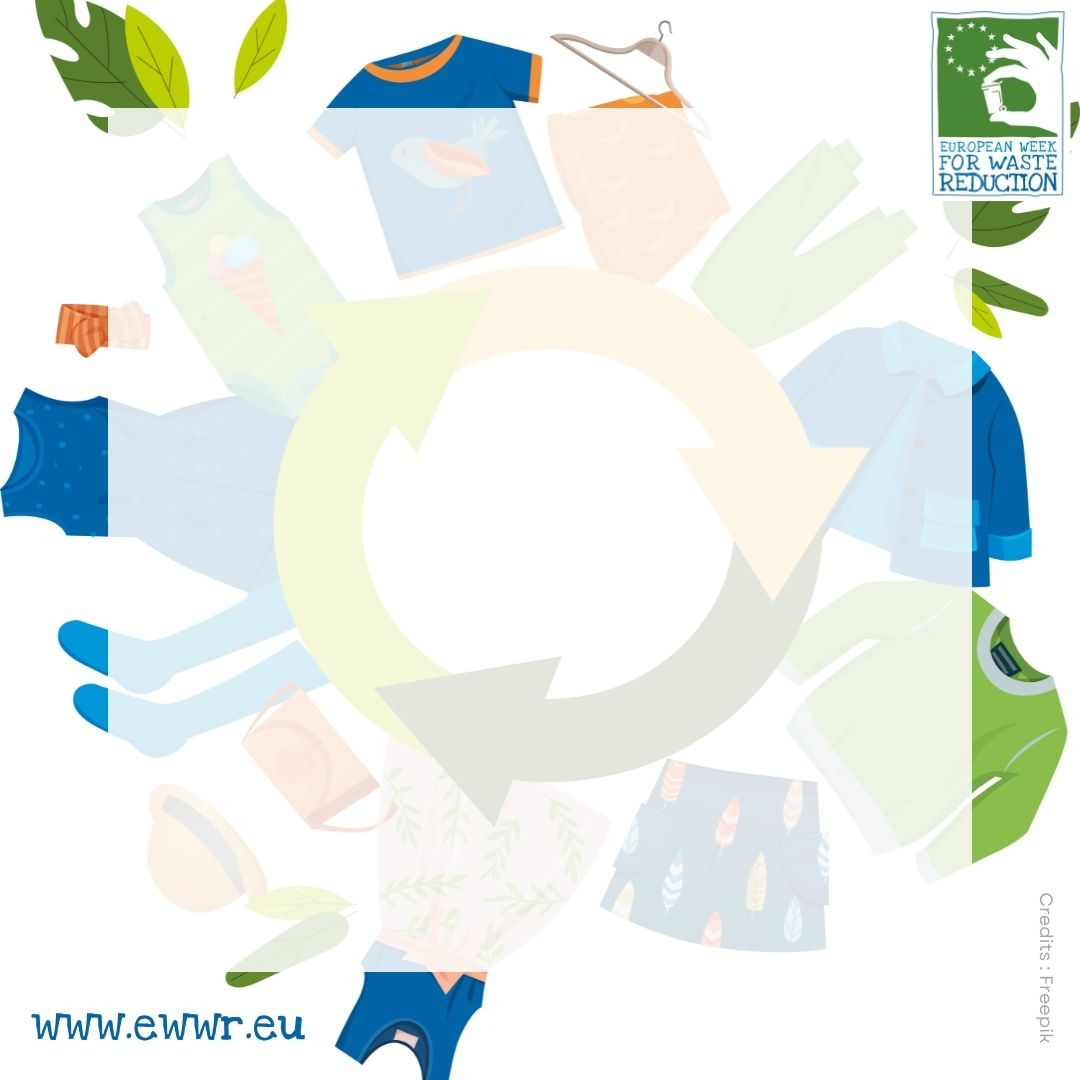 EUROPEAN WEEK
FOR WASTE
REDUCTION
Credits : Freepik
www.ewwr.eu